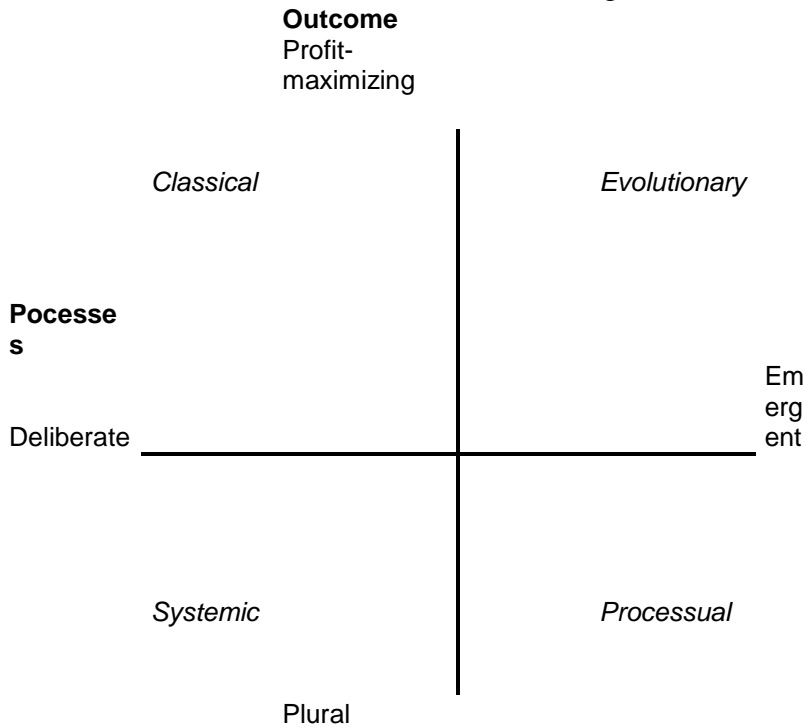 Outcome
Profit-
maximizing
Classical
Evolutionary
Pocesse
s
Em
erg
ent
Deliberate
Systemic
Processual
Plural